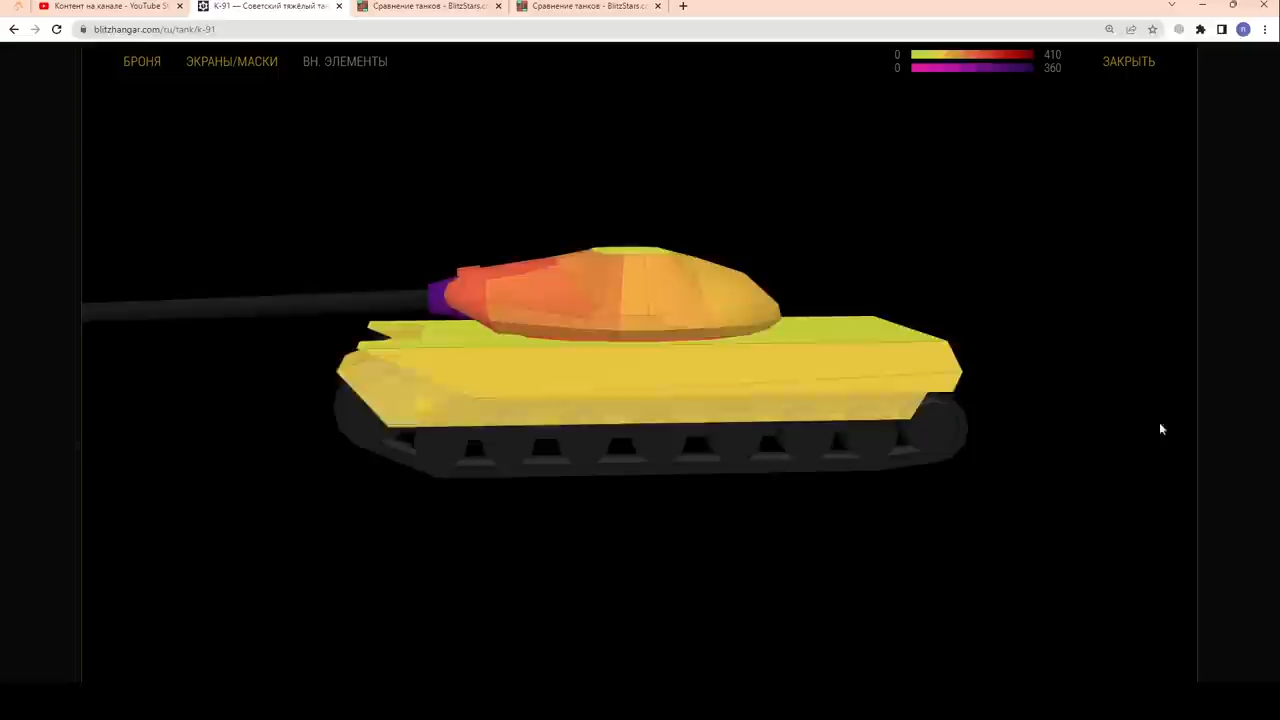 Контент на канале - YouTube S
К-91 — Советский тяжёлый та
Сравнение танков - BlitzStars.c
Сравнение танков - BlitzStars.c
blitzhangar.com/ru/tank/k-91
п
БРОНЯ ЭКРАНЫ/МАСКИ ВН. ЭЛЕМЕНТЫ
0 410
0 360
ЗАКРЫТЬ